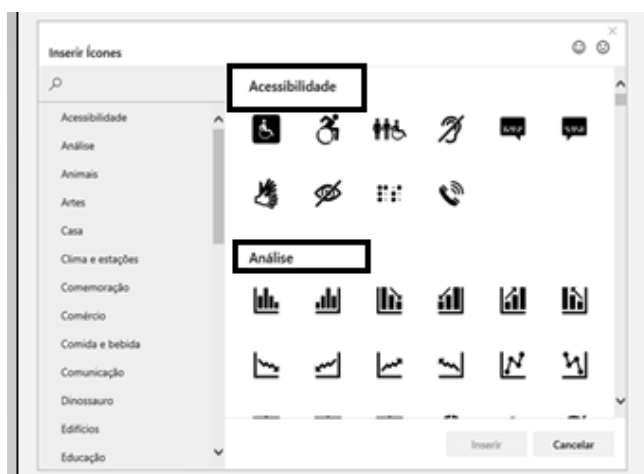 Inserir Ícones
Acessibilidade
Análise
Animais
Artes
Casa
Clima e estações
Comemoração
Comércio
Comida e bebida
Comunicação
Dinossauro
Edifícios
Educação
Acessibilidade
Análise
Inserir
Cancelar